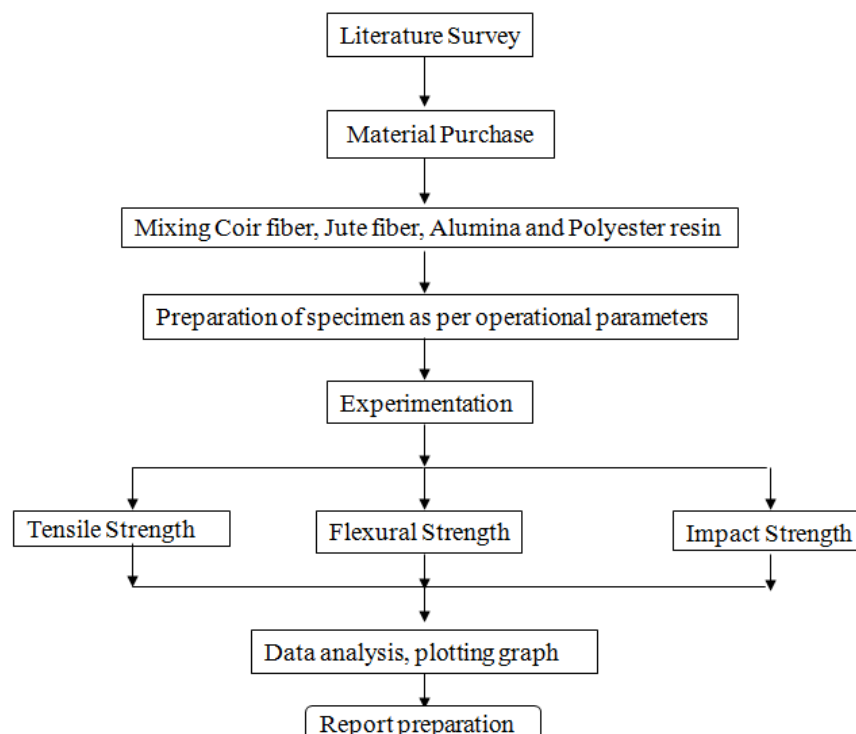 Literature Survey
Material Purchase
Mixing Coir fiber, Jute fiber, Alumina and Polyester resin
Preparation of specimen as per operational parameters
Experimentation
Tensile Strength
Flexural Strength
Impact Strength
Data analysis, plotting graph
Report preparation